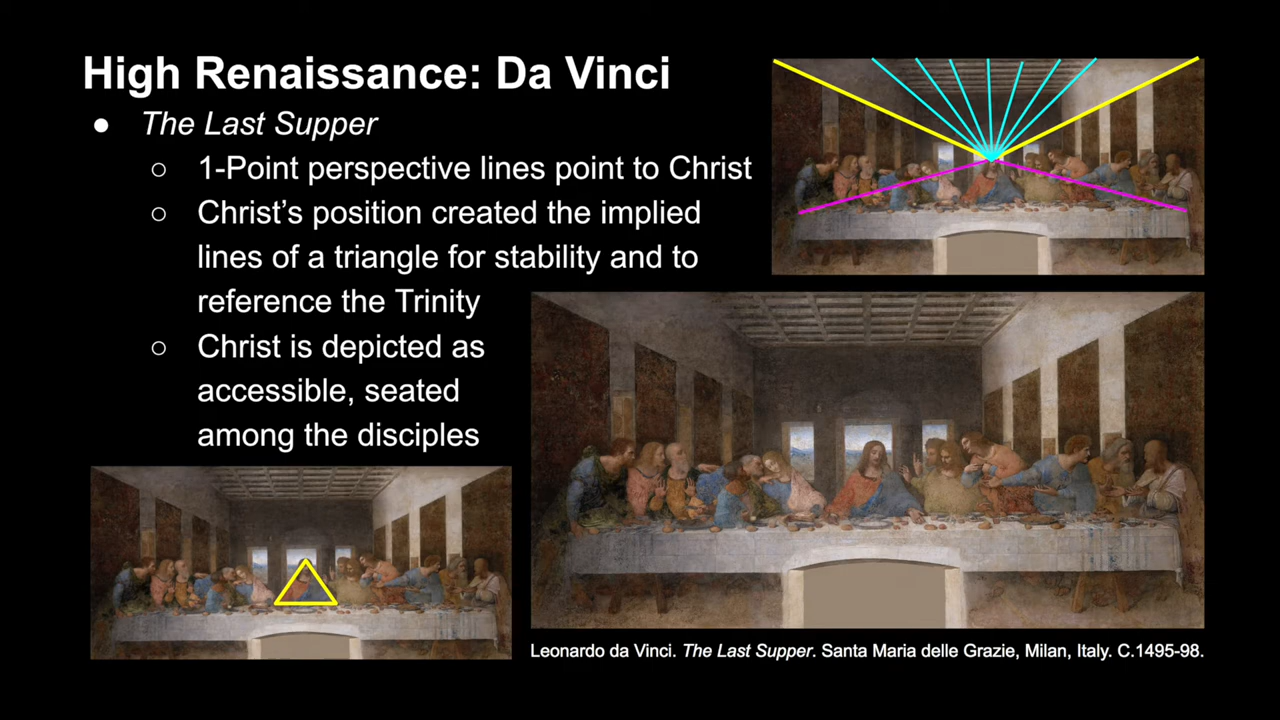 High Renaissance: Da Vinci
● The Last Supper
○ 1-Point perspective lines point to Christ
○ Christ’s position created the implied
lines of a triangle for stability and to
reference the Trinity
○ Christ is depicted as
accessible, seated
among the disciples
Leonardo da Vinci. The Last Supper. Santa Maria delle Grazie, Milan, Italy. C.1495-98.